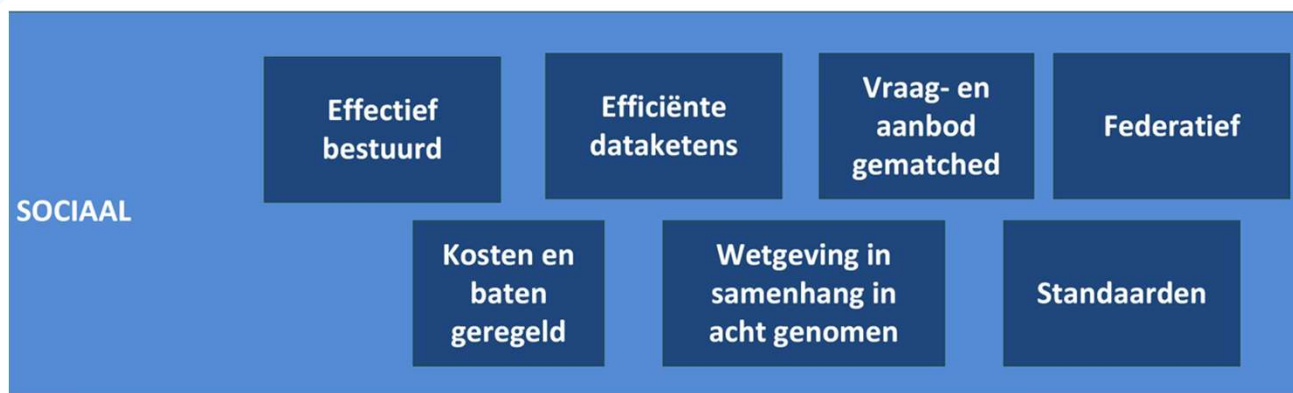 SOCIAAL
Effectief
bestuurd
Efficiënte
dataketens
Vraag- en
aanbod
gematched
Federatief
Kosten en
baten
geregeld
Wetgeving in
samenhang in
acht genomen
Standaarden